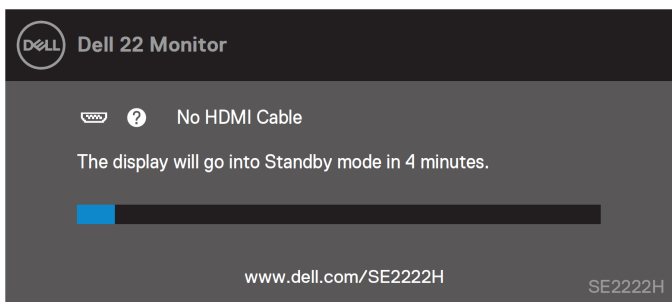 DELL
Dell 22 Monitor
? No HDMI Cable
The display will go into Standby mode in 4 minutes.
www.dell.com/SE2222H
SE2222H